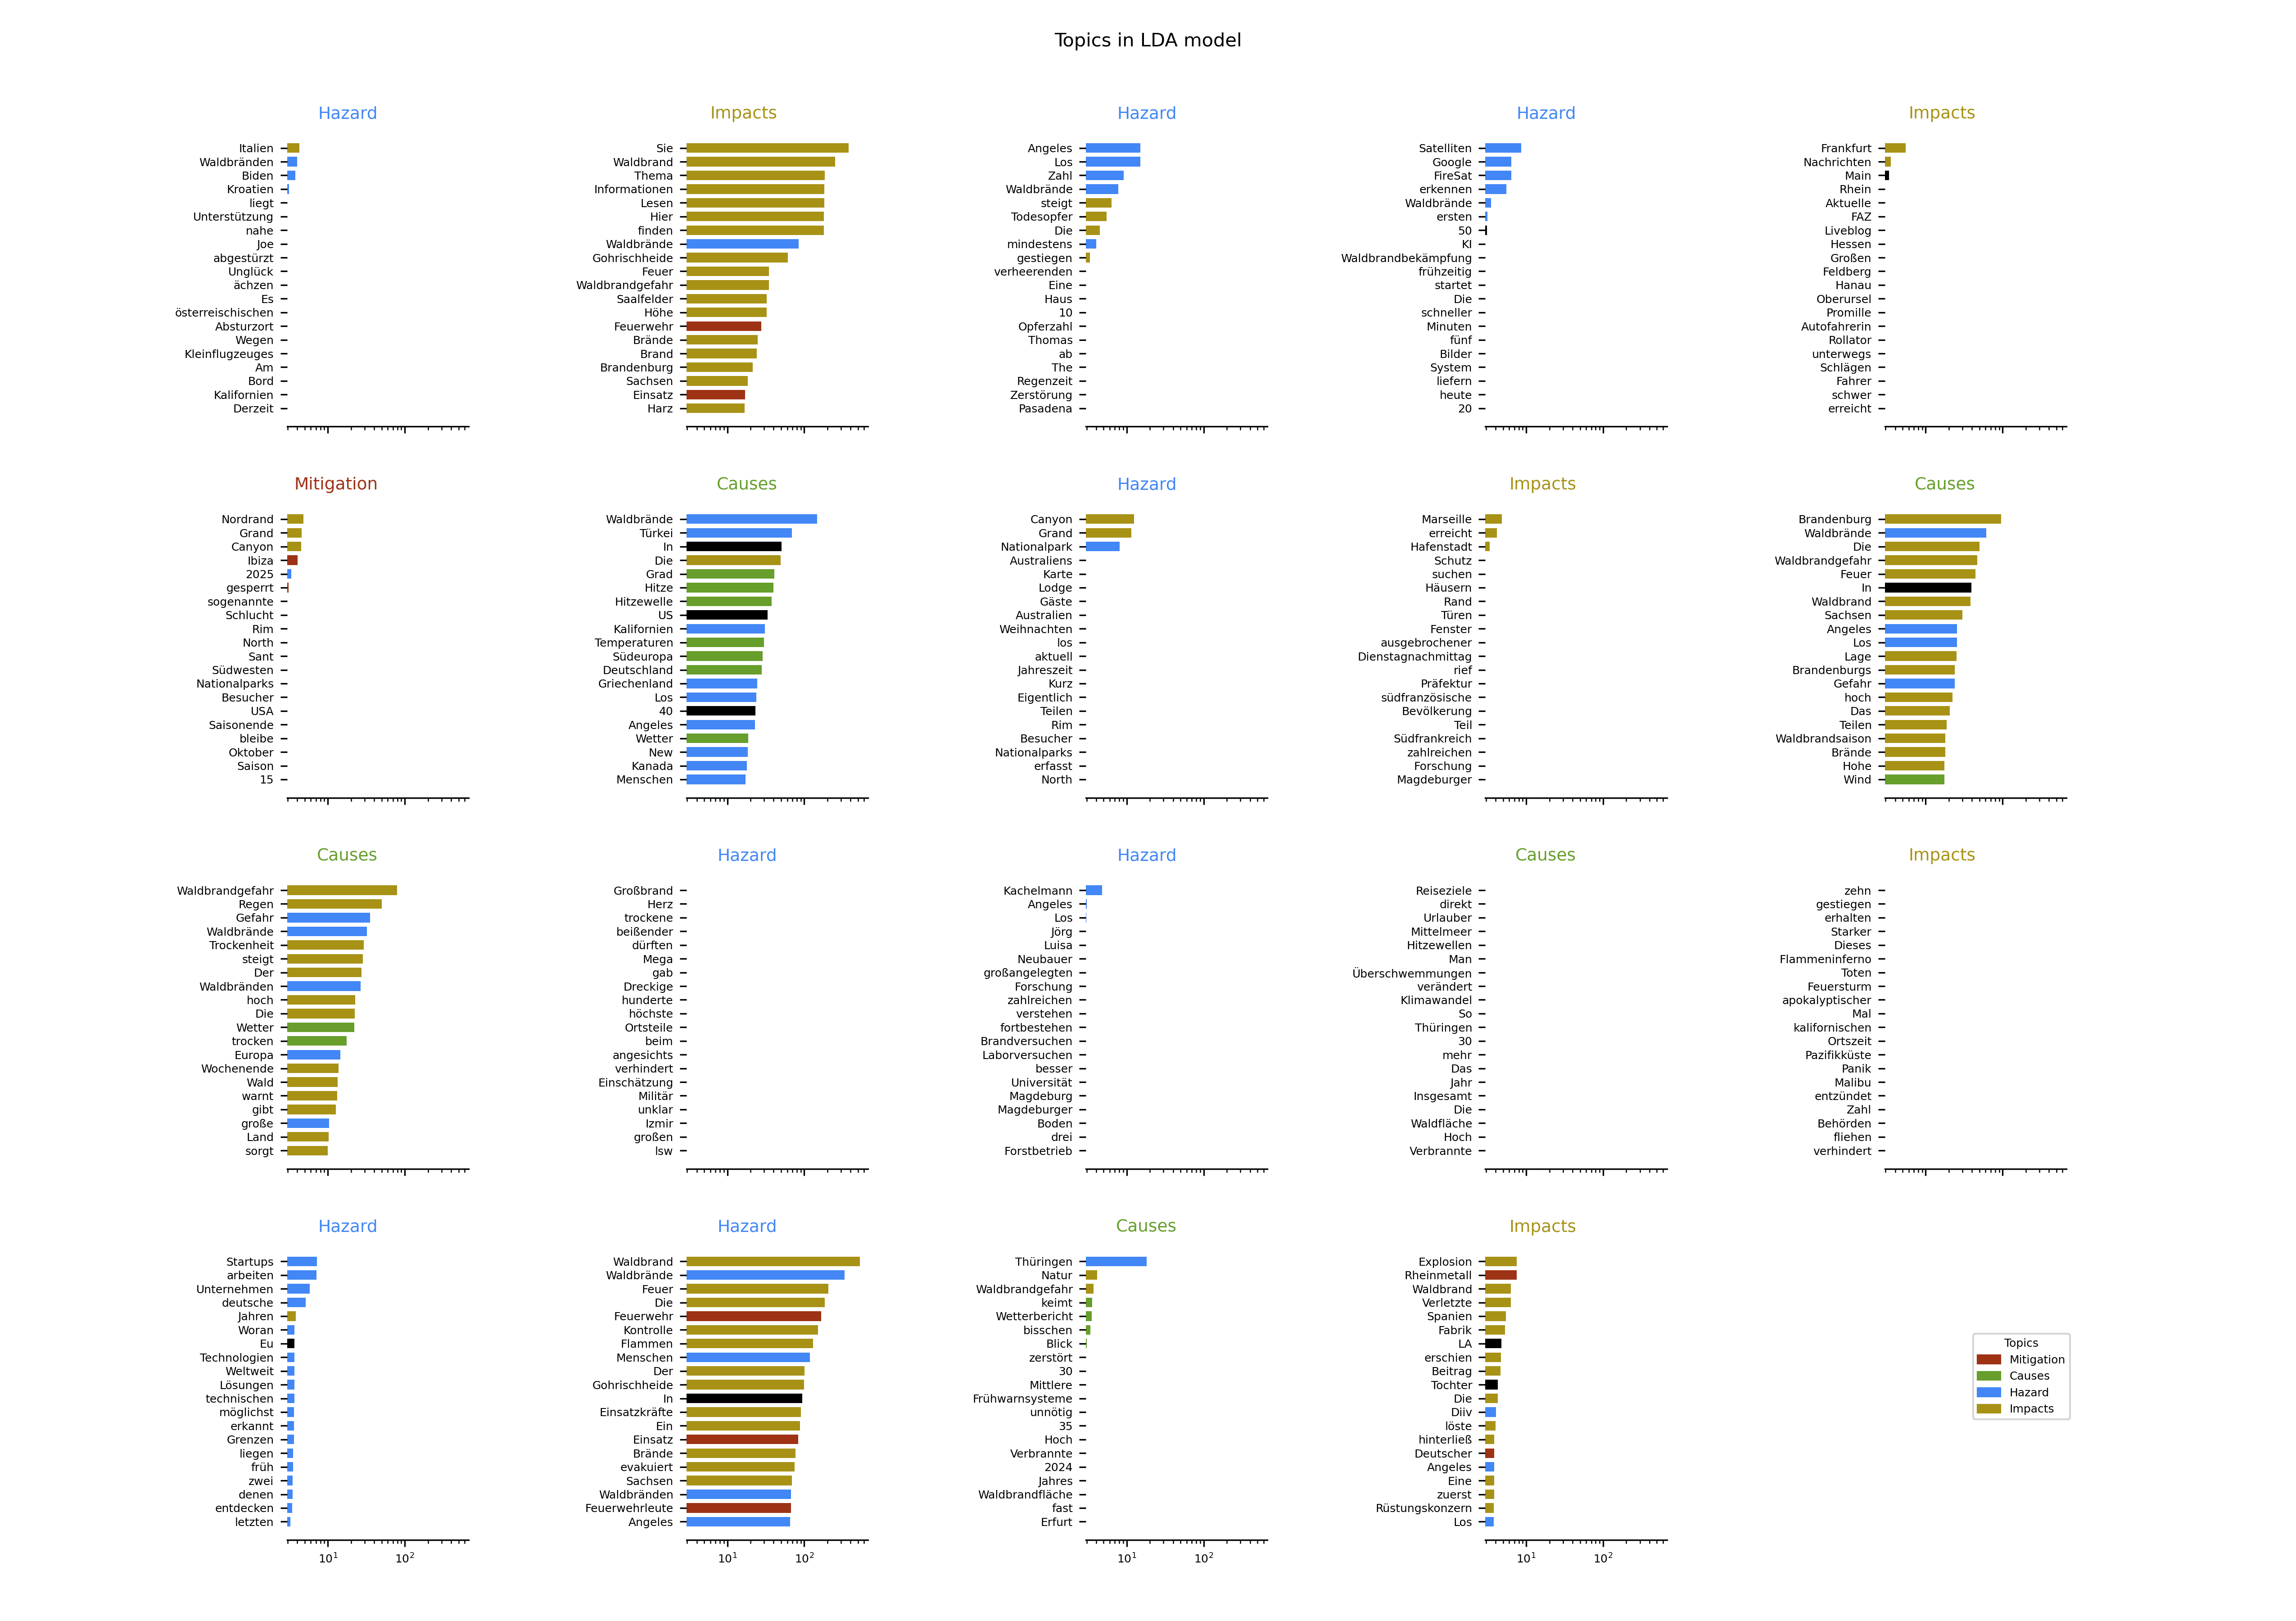 Topics in LDA model
Hazard
Italien
Waldbränden
Biden
Kroatien
liegt
Unterstützung
nahe
Joe
abgestürzt
Unglück
ächzen
Es
österreischischen
Absturzort
Wegen
Kleinflugzeuges
Am
Bord
Kalifornien
Derzeit
Impacts
Sie
Waldbrand
Thema
Informationen
Lesen
Hier
finden
Waldbrände
Gohrischheide
Feuer
Waldbrandgefahr
Saalfelder
Höhe
Feuerwehr
Brände
Brand
Brandenburg
Sachsen
Einsatz
Harz
Hazard
Angeles
Los
Zahl
Waldbrände
steigt
Todesopfer
Die
mindestens
gestiegen
verheerenden
Eine
Haus
10
Opferzahl
Thomas
ab
The
Regenzeit
Zerstörung
Pasadena
Hazard
Satelliten
Google
FireSat
erkennen
Waldbrände
ersten
50
KI
Waldbrandbekämpfung
frühzeitig
startet
Die
schneller
Minuten
fünf
Bilder
System
liefern
heute
20
Impacts
Frankfurt
Nachrichten
Main
Rhein
Aktuelle
FAZ
Liveblog
Hessen
Großen
Feldberg
Hanau
Oberursel
Promille
Autofahrerin
Rollator
unterwegs
Schlägen
Fahrer
schwer
erreicht
Mitigation
Nordrand
Grand
Canyon
Ibiza
2025
gesperrt
sogenannte
Schlucht
Rim
North
Sant
Südwesten
Nationalparks
Besucher
USA
Saisonende
bleibe
Oktober
Saison
15
Causes
Waldbrände
Türkei
In
Die
Grad
Hitze
Hitzewelle
US
Kalifornien
Temperaturen
Südeuropa
Deutschland
Griechenland
Los
40
Angeles
Wetter
New
Kanada
Menschen
Hazard
Canyon
Grand
Nationalpark
Australiens
Karte
Lodge
Gäste
Australien
Weihnachten
los
aktuell
Jahreszeit
Kurz
Eigentlich
Teilen
Rim
Besucher
Nationalparks
erfasst
North
Impacts
Marseille
erreicht
Hafenstadt
Schutz
suchen
Häusern
Rand
Türen
Fenster
ausgebrochener
Dienstagnachmittag
rief
Präfektur
südfranzösische
Bevölkerung
Teil
Südfrankreich
zahlreichen
Forschung
Magdeburger
Causes
Brandenburg
Waldbrände
Die
Waldbrandgefahr
Feuer
In
Waldbrand
Sachsen
Angeles
Los
Lage
Brandenburgs
Gefahr
hoch
Das
Teilen
Waldbrandsaison
Brände
Hohe
Wind
Causes
Waldbrandgefahr
Regen
Gefahr
Waldbrände
Trockenheit
steigt
Der
Waldbränden
hoch
Die
Wetter
trocken
Europa
Wochenende
Wald
warnt
gibt
große
Land
sorgt
Hazard
Großbrand
Herz
trockene
beißender
dürften
Mega
gab
Dreckige
hunderte
höchste
Ortsteile
beim
angesichts
verhindert
Einschätzung
Militär
unklar
Izmir
großen
lsw
Hazard
Kachelmann
Angeles
Los
Jörg
Luisa
Neubauer
großangelegten
Forschung
zahlreichen
verstehen
fortbestehen
Brandversuchen
Laborversuchen
besser
Universität
Magdeburg
Magdeburger
Boden
drei
Forstbetrieb
Causes
Reiseziele
direkt
Urlauber
Mittelmeer
Hitzewellen
Man
Überschwemmungen
verändert
Klimawandel
So
Thüringen
30
mehr
Das
Jahr
Insgesamt
Die
Waldfläche
Hoch
Verbrannte
Impacts
zehn
gestiegen
erhalten
Starker
Dieses
Flammeninferno
Toten
Feuersturm
apokalyptischer
Mal
kalifornischen
Ortszeit
Pazifikküste
Panik
Malibu
entzündet
Zahl
Behörden
fliehen
verhindert
Hazard
Startups
arbeiten
Unternehmen
deutsche
Jahren
Woran
Eu
Technologien
Weltweit
Lösungen
technischen
möglichst
erkannt
Grenzen
liegen
früh
zwei
denen
entdecken
letzten
10¹ 10²
Hazard
Waldbrand
Waldbrände
Feuer
Die
Feuerwehr
Kontrolle
Flammen
Menschen
Der
Gohrischheide
In
Einsatzkräfte
Ein
Einsatz
Brände
evakuiert
Sachsen
Waldbränden
Feuerwehrleute
Angeles
10¹ 10²
Causes
Thüringen
Natur
Waldbrandgefahr
keimt
Wetterbericht
bisschen
Blick
zerstört
30
Mittlere
Frühwarnsysteme
unnötig
35
Hoch
Verbrannte
2024
Jahres
Waldbrandfläche
fast
Erfurt
10¹ 10²
Impacts
Explosion
Rheinmetall
Waldbrand
Verletzte
Spanien
Fabrik
LA
erschien
Beitrag
Tochter
Die
Diiv
löste
hinterließ
Deutscher
Angeles
Eine
zuerst
Rüstungskonzern
Los
10¹ 10²
Topics
Mitigation
Causes
Hazard
Impacts